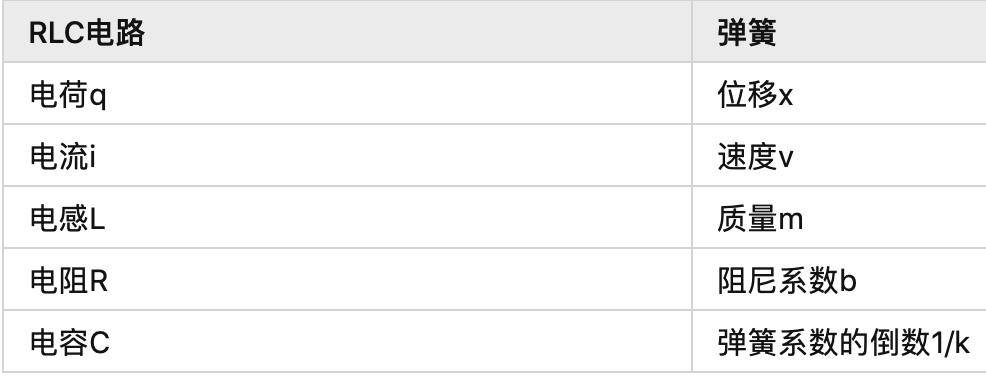 RLC电路 弹簧
电荷q 位移x
电流i 速度v
电感L 质量m
电阻R 阻尼系数b
电容C 弹簧系数的倒数1/k